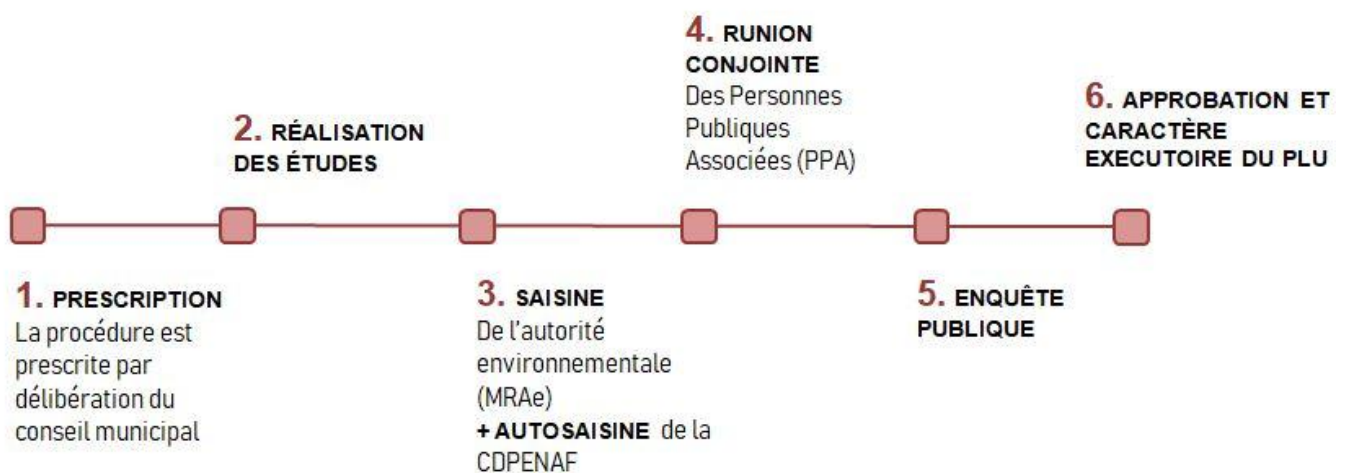 1. PRESCRIPTION
La procédure est
prescrite par
délibération du
conseil municipal
2. RÉALISATION
DES ÉTUDES
3. SAISINE
De l'autorité
environnementale
(MRAe)
+ AUTOSAISINE de la
CDPENAF
4. RUNION
CONJOINTE
Des Personnes
Publiques
Associées (PPA)
5. ENQUÊTE
PUBLIQUE
6. APPROBATION ET
CARACTÈRE
EXECUTOIRE DU PLU